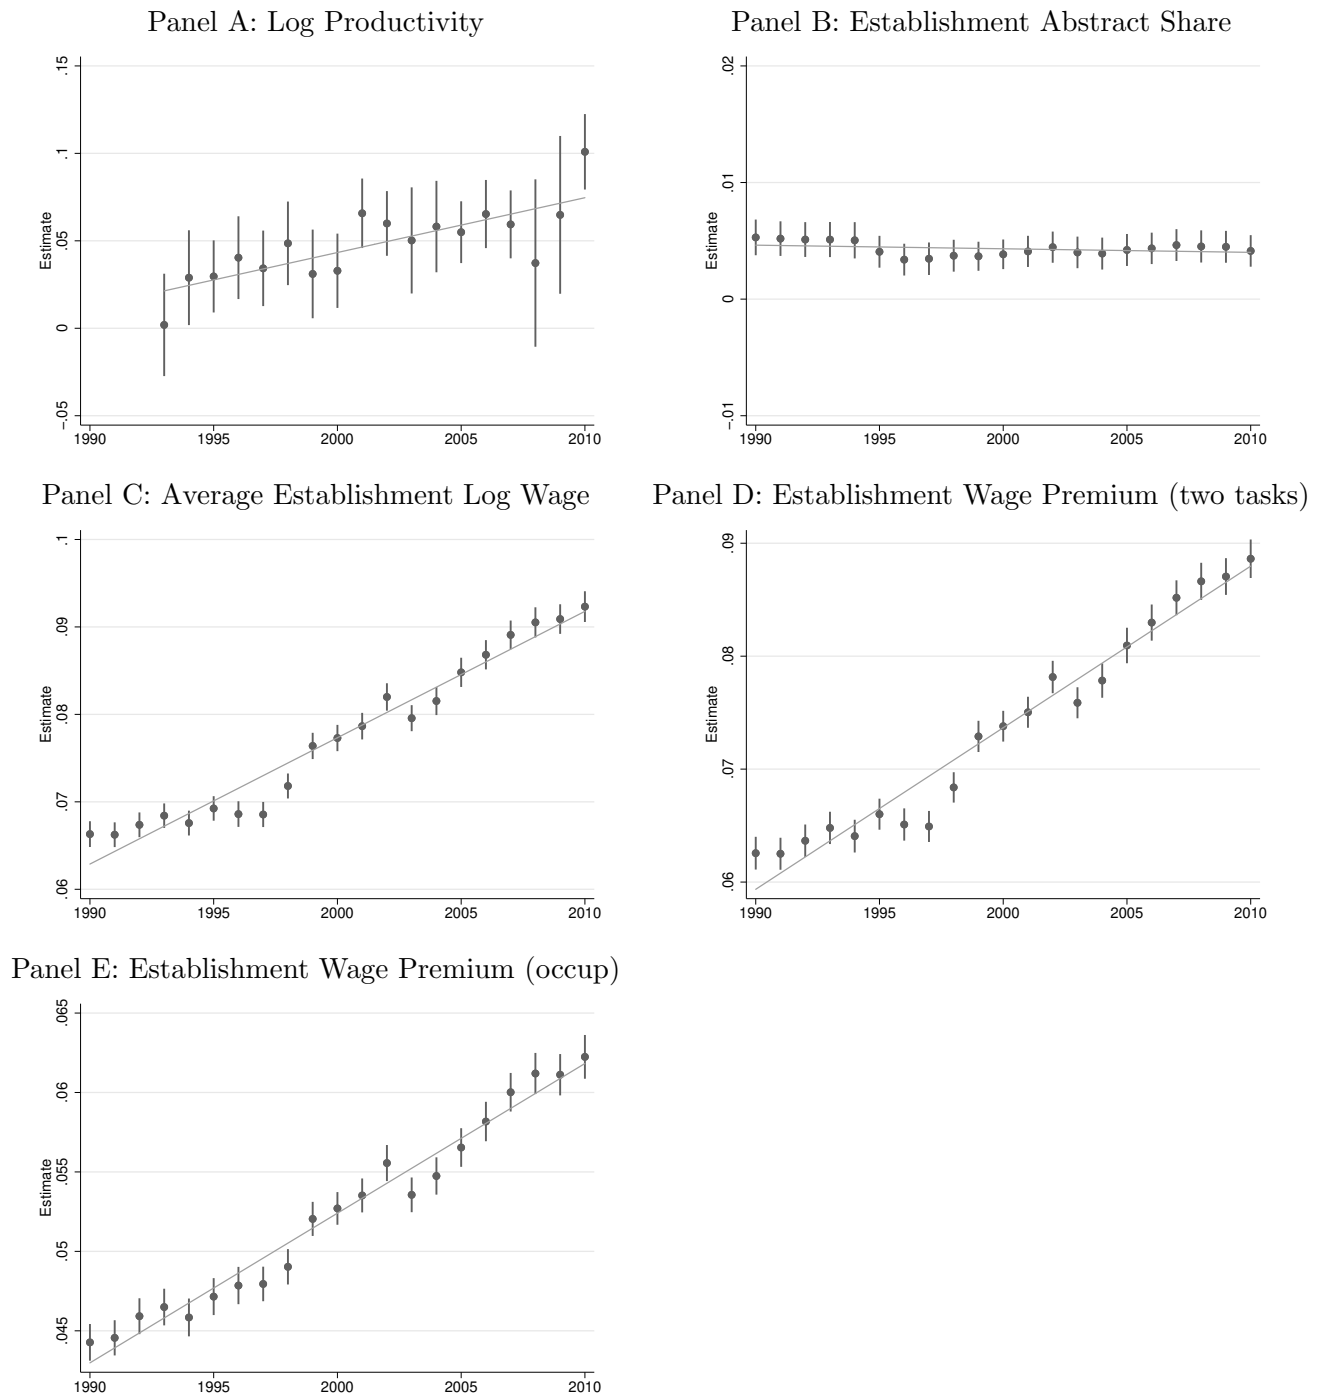 Panel A: Log Productivity
Estimate
.15
.1
.05
0
-.05
1990 1995 2000 2005 2010
Panel B: Establishment Abstract Share
Estimate
.02
.01
0
-.01
1990 1995 2000 2005 2010
Panel C: Average Establishment Log Wage
Estimate
.1
.09
.08
.07
.06
1990 1995 2000 2005 2010
Panel D: Establishment Wage Premium (two tasks)
Estimate
.09
.08
.07
.06
1990 1995 2000 2005 2010
Panel E: Establishment Wage Premium (occup)
Estimate
.065
.06
.055
.05
.045
1990 1995 2000 2005 2010